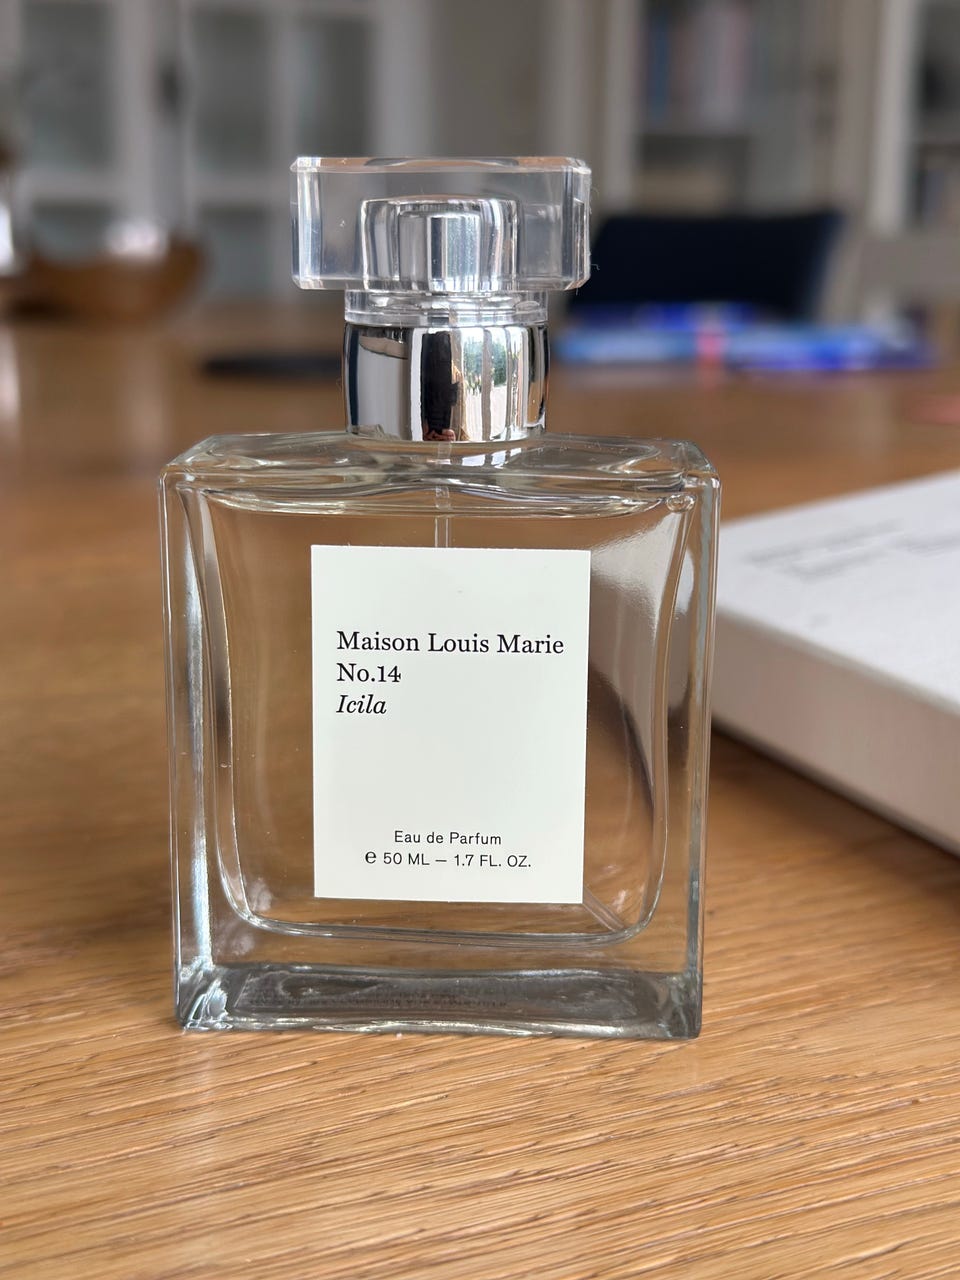 Maison Louis Marie
No.14
Icila
Eau de Parfum
℮ 50 ML — 1.7 FL. OZ.